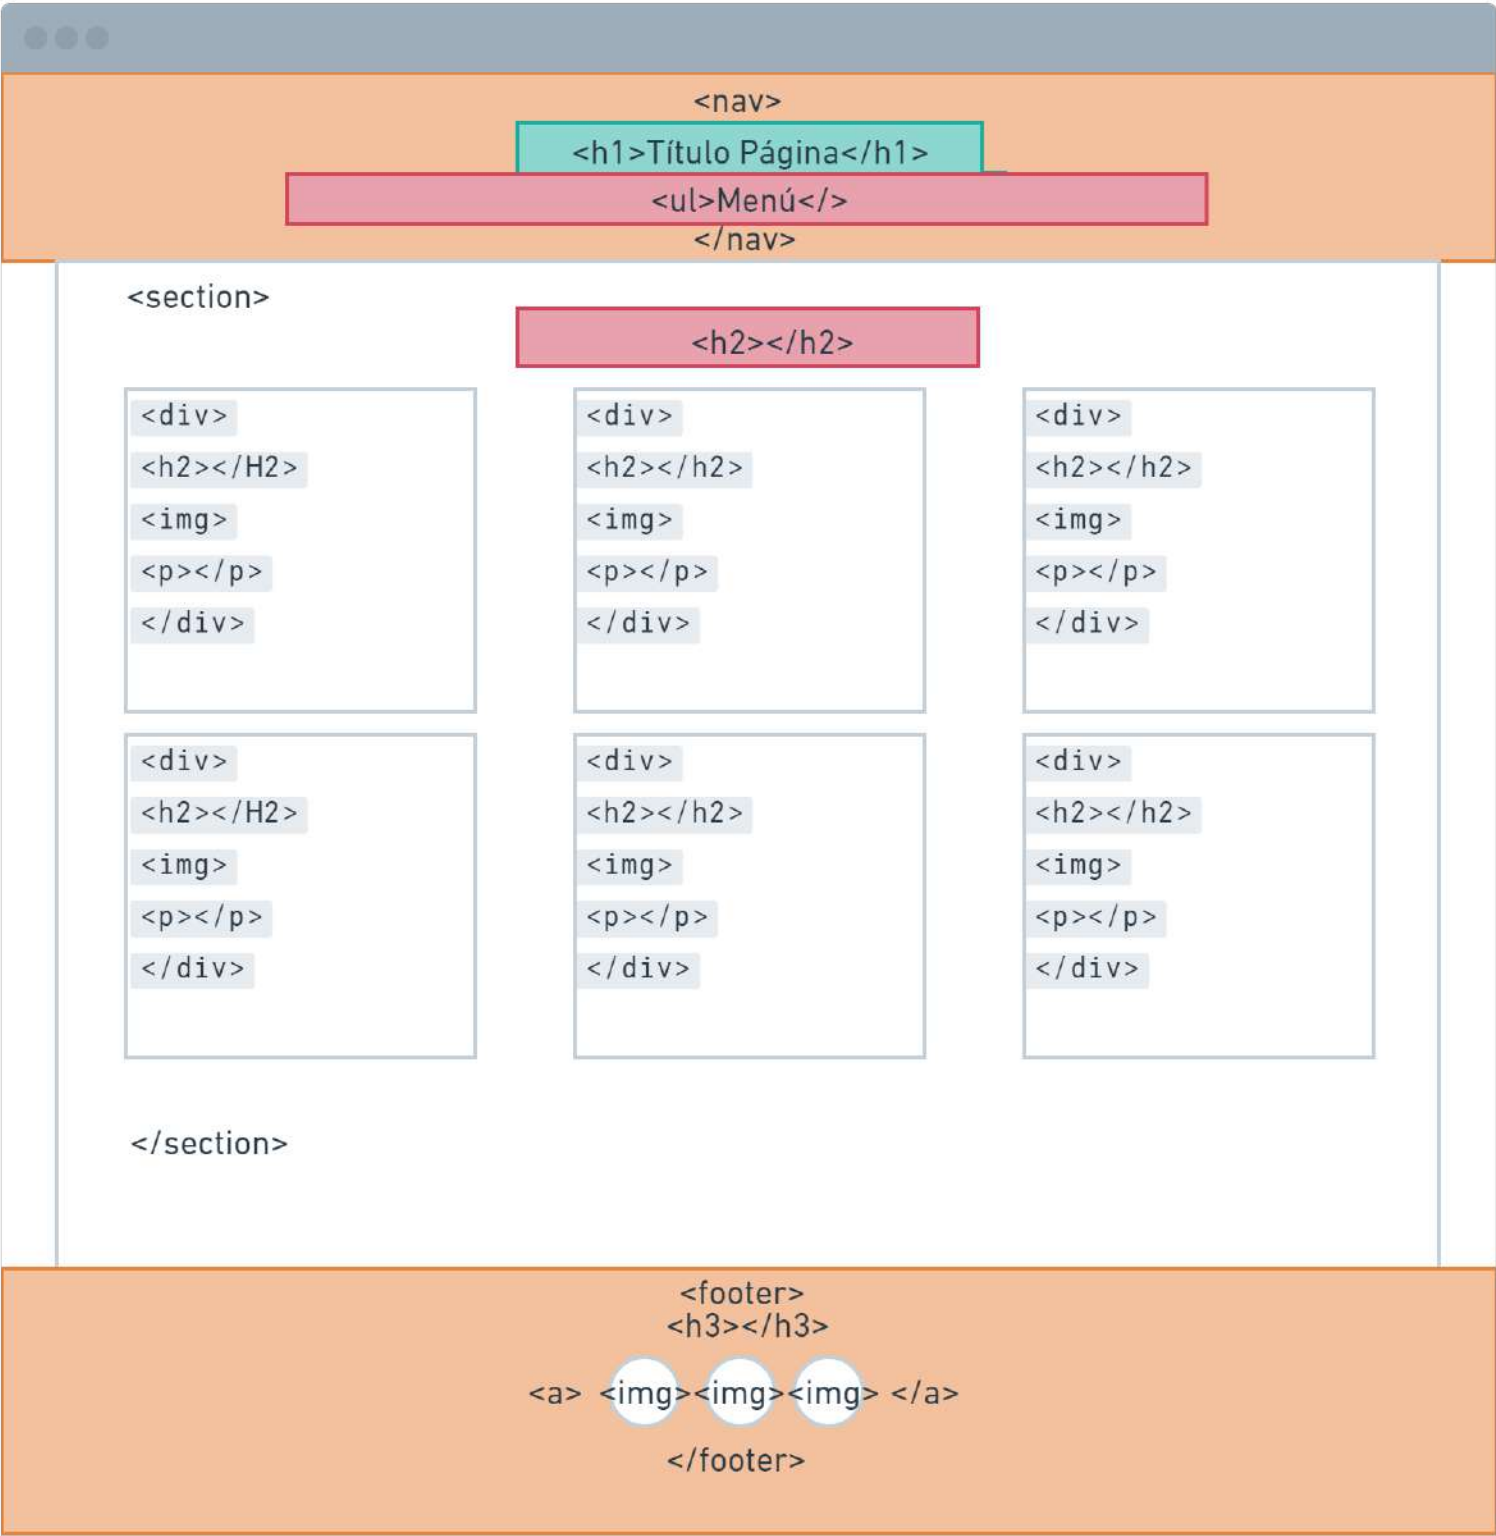 <nav>
<h1>Título Página</h1>
<ul>Menú</>
</nav>
<section>
<h2></h2>
<div>
<h2></H2>
<img>
<p></p>
</div>
<div>
<h2></h2>
<img>
<p></p>
</div>
<div>
<h2></h2>
<img>
<p></p>
</div>
<div>
<h2></H2>
<img>
<p></p>
</div>
<div>
<h2></h2>
<img>
<p></p>
</div>
<div>
<h2></h2>
<img>
<p></p>
</div>
</section>
<footer>
<h3></h3>
<a> <img><img><img> </a>
</footer>